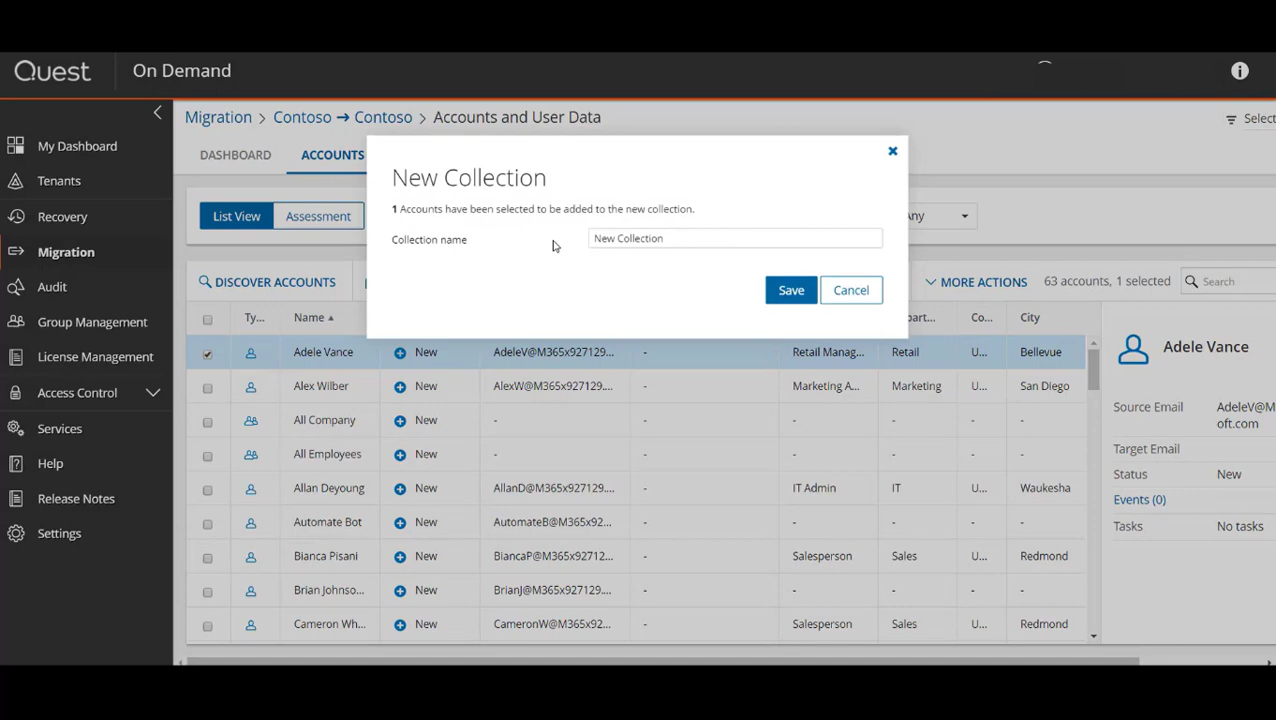 Quest On Demand
My Dashboard
Tenants
Recovery
Migration
Audit
Group Management
License Management
Access Control
Services
Help
Release Notes
Settings
Migration > Contoso → Contoso > Accounts and User Data
Select
DASHBOARD ACCOUNTS
List View Assessment
Any
New Collection
1 Accounts have been selected to be added to the new collection.
Collection name New Collection
Save Cancel
DISCOVER ACCOUNTS MORE ACTIONS 63 accounts, 1 selected Search
Ty... Name part... Co... City
Adele Vance New AdeleV@M365x927129... - Retail Manag... Retail U... Bellevue
Alex Wilber New AlexW@M365x927129... - Marketing A... Marketing U... San Diego
All Company New - - - - - -
All Employees New - - - - - -
Allan Deyoung New AllanD@M365x927129... - IT Admin IT U... Waukesha
Automate Bot New AutomateB@M365x92... - - - - -
Bianca Pisani New BiancaP@M365x92712... - Salesperson Sales U... Redmond
Brian Johnso... New BrianJ@M365x927129... - - - - -
Cameron Wh... New CameronW@M365x92... - Salesperson Sales U... Redmond
Adele Vance
Source Email AdeleV@M
oft.com
Target Email
Status New
Events (0)
Tasks No tasks